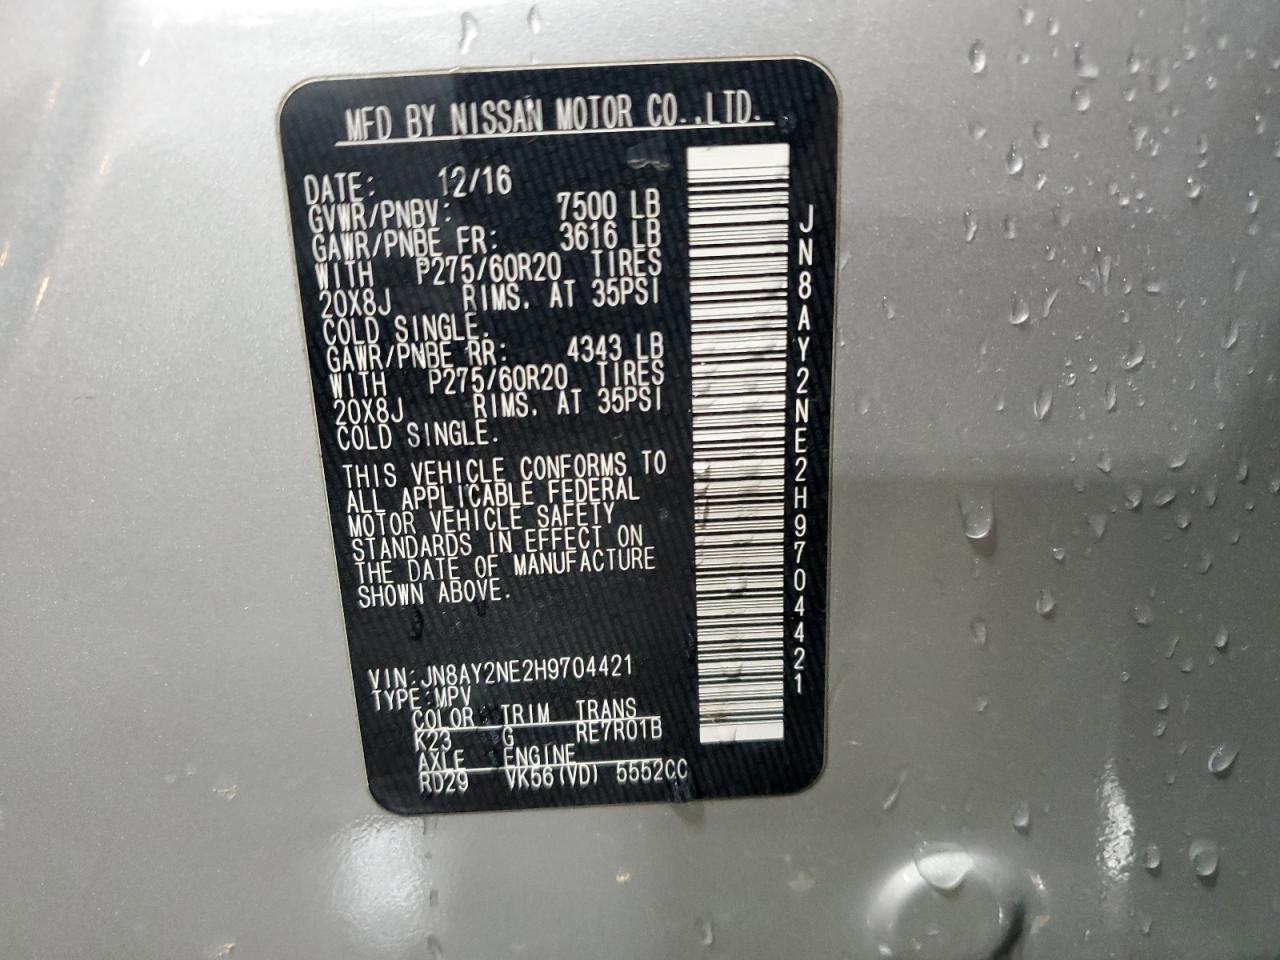 MFD BY NISSAN MOTOR CO.,LTD.
DATE: 12/16
GVWR/PNBV: 7500 LB
GAWR/PNBE FR: 3616 LB
WITH P275/60R20 TIRES
20X8J RIMS. AT 35PSI
COLD SINGLE.
GAWR/PNBE RR: 4343 LB
WITH P275/60R20 TIRES
20X8J RIMS. AT 35PSI
COLD SINGLE.
THIS VEHICLE CONFORMS TO
ALL APPLICABLE FEDERAL
MOTOR VEHICLE SAFETY
STANDARDS IN EFFECT ON
THE DATE OF MANUFACTURE
SHOWN ABOVE.
VIN:JN8AY2NE2H9704421
TYPE:MPV
COLOR TRIM TRANS
K23 G RE7R01B
AXLE ENGINE
RD29 VK56(VD) 5552CC
JN8AY2NE2H9704421